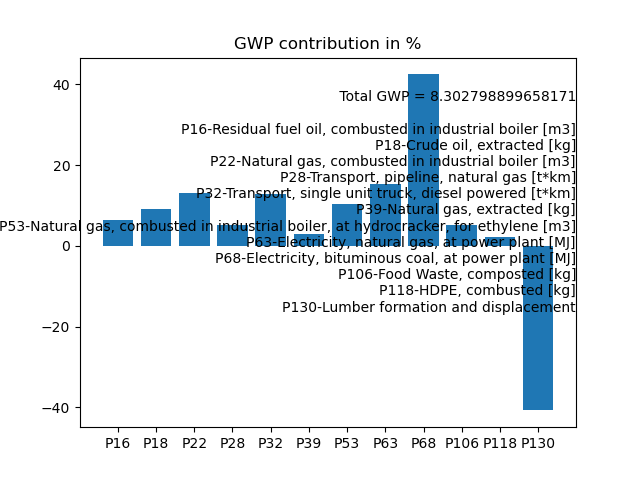 GWP contribution in %
Total GWP = 8.302798899658171
P16-Residual fuel oil, combusted in industrial boiler [m3]
P18-Crude oil, extracted [kg]
P22-Natural gas, combusted in industrial boiler [m3]
P28-Transport, pipeline, natural gas [t*km]
P32-Transport, single unit truck, diesel powered [t*km]
P39-Natural gas, extracted [kg]
P53-Natural gas, combusted in industrial boiler, at hydrocracker, for ethylene [m3]
P63-Electricity, natural gas, at power plant [MJ]
P68-Electricity, bituminous coal, at power plant [MJ]
P106-Food Waste, composted [kg]
P118-HDPE, combusted [kg]
P130-Lumber formation and displacement
40
20
0
−20
−40
P16 P18 P22 P28 P32 P39 P53 P63 P68 P106 P118 P130